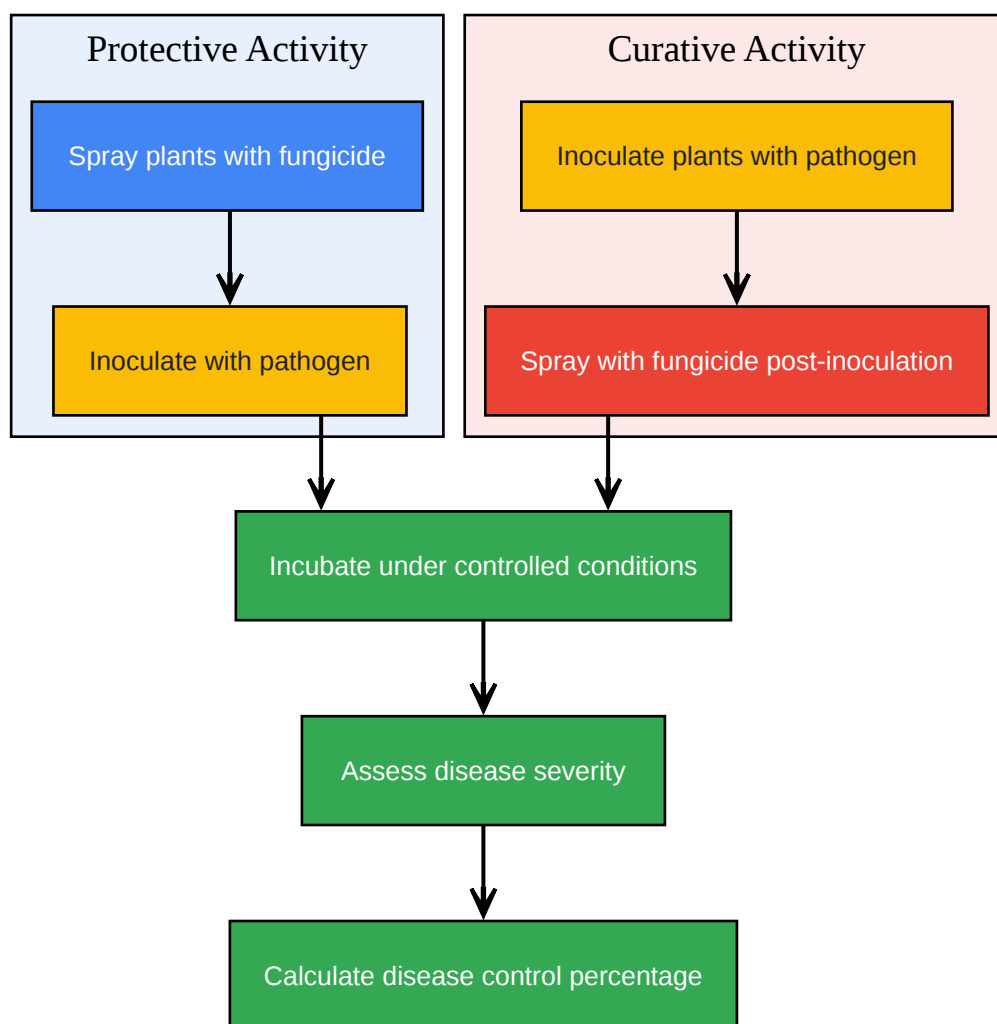 Protective Activity
Spray plants with fungicide
Inoculate with pathogen
Curative Activity
Inoculate plants with pathogen
Spray with fungicide post-inoculation
Incubate under controlled conditions
Assess disease severity
Calculate disease control percentage